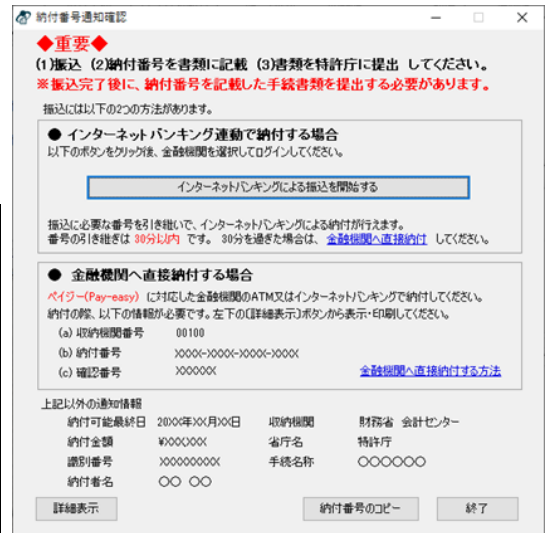 納付番号通知確認
◆重要◆
(1)振込 (2)納付番号を書類に記載 (3)書類を特許庁に提出 してください。
※振込完了後に、納付番号を記載した手続書類を提出する必要があります。
振込には以下の2つの方法があります。
● インターネットバンキング連動で納付する場合
以下のボタンをクリック後、金融機関を選択してログインしてください。
インターネットバンキングによる振込を開始する
振込に必要な番号を引き継いで、インターネットバンキングによる納付が行えます。
番号の引き継ぎは 30分以内 です。 30分を過ぎた場合は、 金融機関へ直接納付 してください。
● 金融機関へ直接納付する場合
ペイジー(Pay-easy) に対応した金融機関のATM又はインターネットバンキングで納付してください。
納付の際、以下の情報が必要です。左下の[詳細表示]ボタンから表示・印刷してください。
(a) 収納機関番号 00100
(b) 納付番号 XXXX-XXXX-XXXX-XXXX
(c) 確認番号 XXXXXX 金融機関へ直接納付する方法
上記以外の通知情報
納付可能最終日 20XX年XX月XX日 収納機関 財務省 会計センター
納付金額 ¥XXX,XXX 省庁名 特許庁
識別番号 XXXXXXXXX 手続名称 〇〇〇〇〇〇
納付者名 〇〇 〇〇
詳細表示 納付番号のコピー 終了